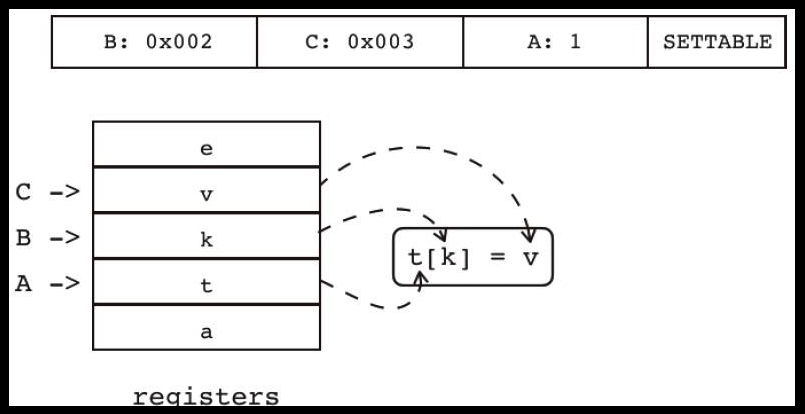 B: 0x002 C: 0x003 A: 1 SETTABLE
e
C -> v
B -> k
A -> t
t[k] = v
a
registers